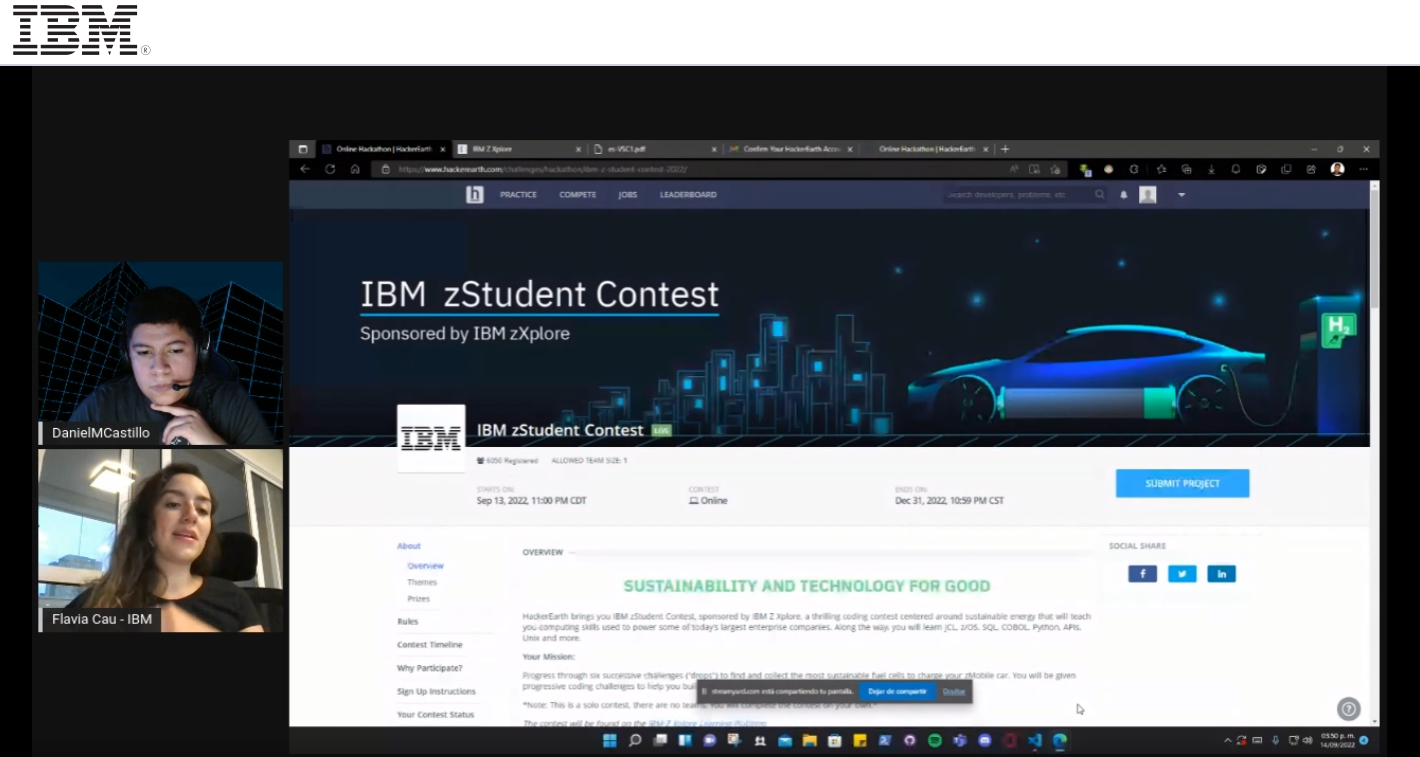 IBM
Online Hackathon | HackerEarth
IBM Z Xplore
es-VSC1.pdf
Confirm Your HackerEarth Accou
Online Hackathon | HackerEarth
https://www.hackerearth.com/challenges/hackathon/ibm-z-student-contest-2022/
h PRACTICE COMPETE JOBS LEADERBOARD
Search developers, problems, etc
IBM zStudent Contest
Sponsored by IBM zXplore
H2
IBM
IBM zStudent Contest LIVE
6050 Registered ALLOWED TEAM SIZE: 1
STARTS ON:
Sep 13, 2022, 11:00 PM CDT
CONTEST
Online
ENDS ON:
Dec 31, 2022, 10:59 PM CST
SUBMIT PROJECT
DanielMCastillo
Flavia Cau - IBM
About
Overview
Themes
Prizes
Rules
Contest Timeline
Why Participate?
Sign Up Instructions
Your Contest Status
OVERVIEW
SUSTAINABILITY AND TECHNOLOGY FOR GOOD
HackerEarth brings you IBM zStudent Contest, sponsored by IBM Z Xplore, a thrilling coding contest centered around sustainable energy that will teach
you computing skills used to power some of today's largest enterprise companies. Along the way, you will learn JCL, z/OS, SQL, COBOL, Python, APIs,
Unix and more.
Your Mission:
Progress through six successive challenges ("drops") to find and collect the most sustainable fuel cells to charge your zMobile car. You will be given
progressive coding challenges to help you
*Note: This is a solo contest, there are no teams. You will complete the contest on your own.*
The contest will be found on the IBM Z Xplore Learning Platform
streamyard.com está compartiendo tu pantalla.
Dejar de compartir
Ocultar
SOCIAL SHARE
03:50 p. m.
14/09/2022